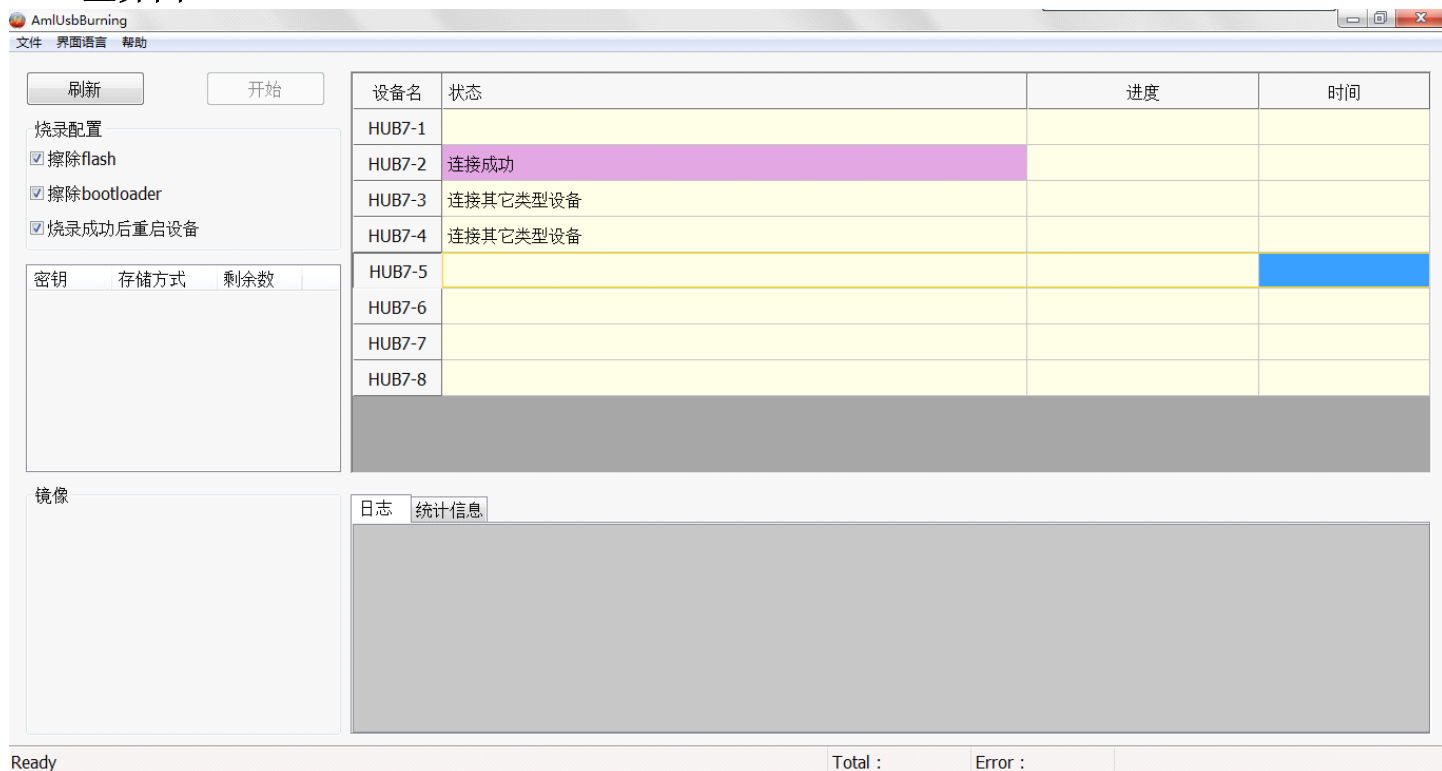 AmlUsbBurning
文件 界面语言 帮助
刷新 开始
烧录配置
擦除flash
擦除bootloader
烧录成功后重启设备
密钥 存储方式 剩余数
镜像
设备名 状态 进度 时间
HUB7-1
HUB7-2 连接成功
HUB7-3 连接其它类型设备
HUB7-4 连接其它类型设备
HUB7-5
HUB7-6
HUB7-7
HUB7-8
日志 统计信息
Ready Total : Error :